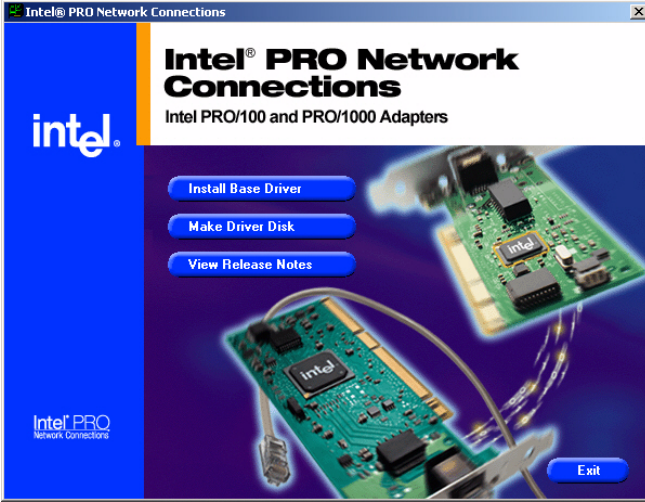 Intel® PRO Network Connections
Intel® PRO Network
Connections
Intel PRO/100 and PRO/1000 Adapters
intel®
Install Base Driver
Make Driver Disk
View Release Notes
intel
intel
Intel® PRO
Network Connections
Exit